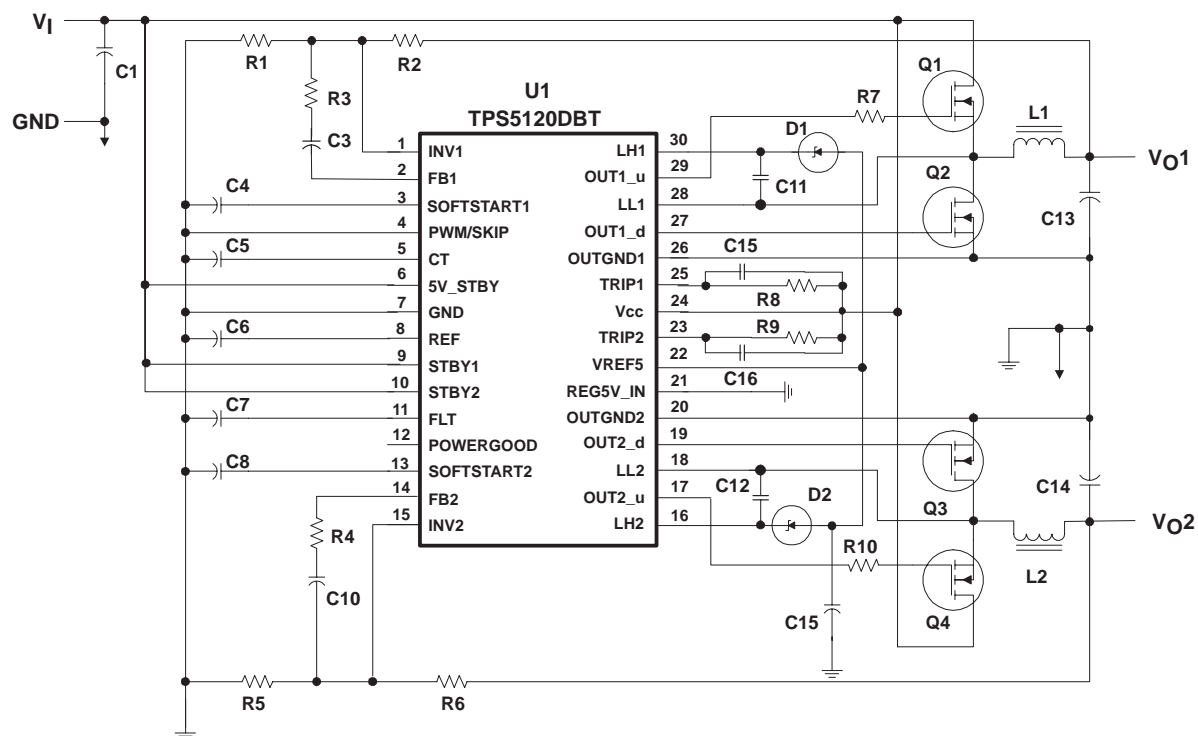 VI
C1
GND
R1
R2
R3
C3
U1
TPS5120DBT
R7
Q1
L1
VO1
D1
Q2
C11
C13
1 INV1
2 FB1
3 SOFTSTART1
4 PWM/SKIP
5 CT
6 5V_STBY
7 GND
8 REF
9 STBY1
10 STBY2
11 FLT
12 POWERGOOD
13 SOFTSTART2
14 FB2
15 INV2
LH1 30
OUT1_u 29
LL1 28
OUT1_d 27
OUTGND1 26
TRIP1 25
Vcc 24
TRIP2 23
VREF5 22
REG5V_IN 21
OUTGND2 20
OUT2_d 19
LL2 18
OUT2_u 17
LH2 16
C4
C5
C6
C7
C8
C15
R8
R9
C16
C12
D2
Q3
C14
VO2
R4
C10
R10
L2
C15
Q4
R5
R6